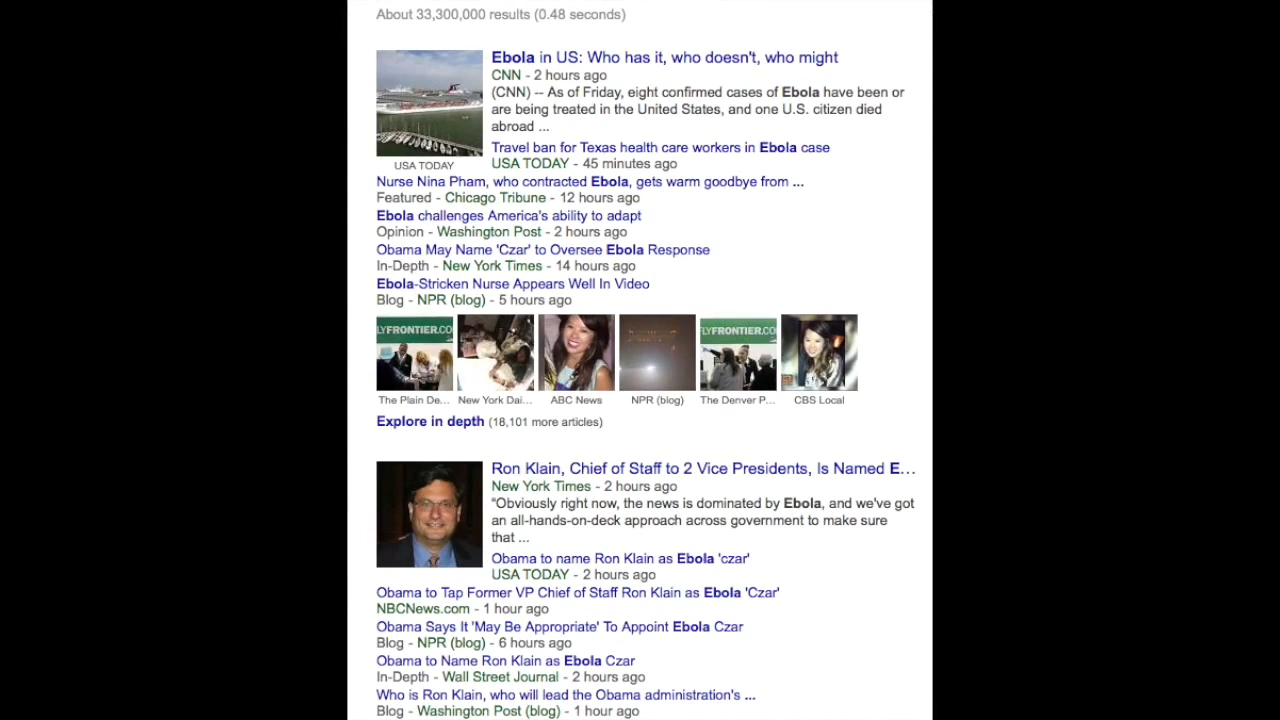 About 33,300,000 results (0.48 seconds)
Ebola in US: Who has it, who doesn't, who might
CNN - 2 hours ago
(CNN) -- As of Friday, eight confirmed cases of Ebola have been or
are being treated in the United States, and one U.S. citizen died
abroad ...
Travel ban for Texas health care workers in Ebola case
USA TODAY
USA TODAY - 45 minutes ago
Nurse Nina Pham, who contracted Ebola, gets warm goodbye from ...
Featured - Chicago Tribune - 12 hours ago
Ebola challenges America's ability to adapt
Opinion - Washington Post - 2 hours ago
Obama May Name 'Czar' to Oversee Ebola Response
In-Depth - New York Times - 14 hours ago
Ebola-Stricken Nurse Appears Well In Video
Blog - NPR (blog) - 5 hours ago
LYFRONTIER.CO
LYFRONTIER.CO
The Plain De... New York Dai... ABC News NPR (blog) The Denver P... CBS Local
Explore in depth (18,101 more articles)
Ron Klain, Chief of Staff to 2 Vice Presidents, Is Named E...
New York Times - 2 hours ago
“Obviously right now, the news is dominated by Ebola, and we've got
an all-hands-on-deck approach across government to make sure
that ...
Obama to name Ron Klain as Ebola 'czar'
USA TODAY - 2 hours ago
Obama to Tap Former VP Chief of Staff Ron Klain as Ebola 'Czar'
NBCNews.com - 1 hour ago
Obama Says It 'May Be Appropriate' To Appoint Ebola Czar
Blog - NPR (blog) - 6 hours ago
Obama to Name Ron Klain as Ebola Czar
In-Depth - Wall Street Journal - 2 hours ago
Who is Ron Klain, who will lead the Obama administration's ...
Blog - Washington Post (blog) - 1 hour ago